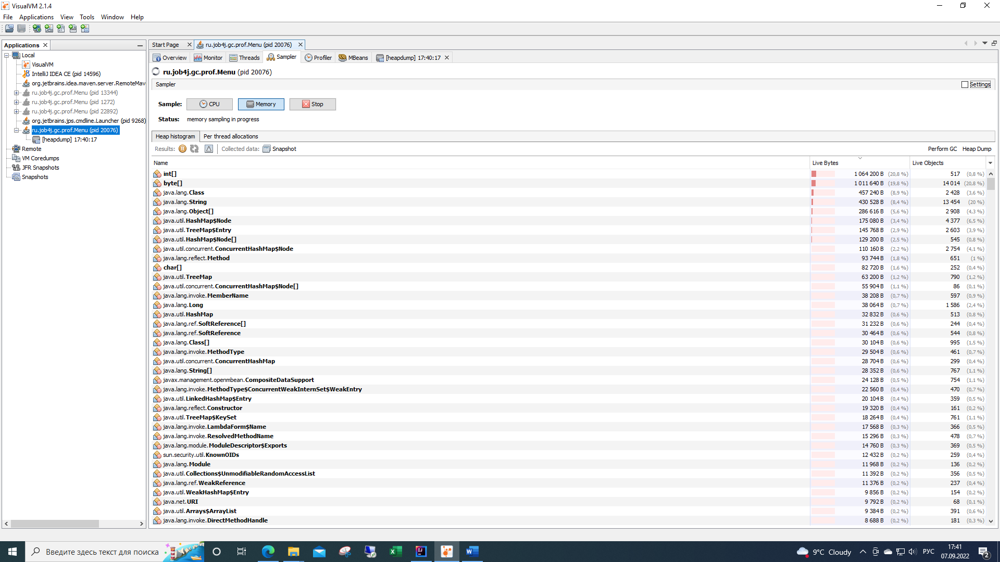 VisualVM 2.1.4
File Applications View Tools Window Help
Applications
Local
VisualVM
IntelliJ IDEA CE (pid 14596)
org.jetbrains.idea.maven.server.RemoteMav
ru.job4j.gc.prof.Menu (pid 13344)
ru.job4j.gc.prof.Menu (pid 1272)
ru.job4j.gc.prof.Menu (pid 22892)
org.jetbrains.jps.cmdline.Launcher (pid 9268)
ru.job4j.gc.prof.Menu (pid 20076)
[heapdump] 17:40:17
Remote
VM Coredumps
JFR Snapshots
Snapshots
Start Page ru.job4j.gc.prof.Menu (pid 20076)
Overview Monitor Threads Sampler Profiler MBeans [heapdump] 17:40:17
ru.job4j.gc.prof.Menu (pid 20076)
Sampler Settings
Sample: CPU Memory Stop
Status: memory sampling in progress
Heap histogram Per thread allocations
Results: Collected data: Snapshot Perform GC Heap Dump
Name Live Bytes Live Objects
int[] 1 064 200 B (20,8 %) 517 (0,8 %)
byte[] 1 011 640 B (19,8 %) 14 014 (20,8 %)
java.lang.Class 457 240 B (8,9 %) 2 428 (3,6 %)
java.lang.String 430 528 B (8,4 %) 13 454 (20 %)
java.lang.Object[] 286 616 B (5,6 %) 2 908 (4,3 %)
java.util.HashMap$Node 175 080 B (3,4 %) 4 377 (6,5 %)
java.util.TreeMap$Entry 145 768 B (2,9 %) 2 603 (3,9 %)
java.util.HashMap$Node[] 129 200 B (2,5 %) 545 (0,8 %)
java.util.concurrent.ConcurrentHashMap$Node 110 160 B (2,2 %) 2 754 (4,1 %)
java.lang.reflect.Method 93 744 B (1,8 %) 651 (1 %)
char[] 82 720 B (1,6 %) 252 (0,4 %)
java.util.TreeMap 63 200 B (1,2 %) 790 (1,2 %)
java.util.concurrent.ConcurrentHashMap$Node[] 55 904 B (1,1 %) 86 (0,1 %)
java.lang.invoke.MemberName 38 208 B (0,7 %) 597 (0,9 %)
java.lang.Long 38 064 B (0,7 %) 1 586 (2,4 %)
java.util.HashMap 32 832 B (0,6 %) 513 (0,8 %)
java.lang.ref.SoftReference[] 31 232 B (0,6 %) 244 (0,4 %)
java.lang.ref.SoftReference 30 464 B (0,6 %) 544 (0,8 %)
java.lang.Class[] 30 104 B (0,6 %) 995 (1,5 %)
java.lang.invoke.MethodType 29 504 B (0,6 %) 461 (0,7 %)
java.util.concurrent.ConcurrentHashMap 28 704 B (0,6 %) 299 (0,4 %)
java.lang.String[] 28 352 B (0,6 %) 767 (1,1 %)
javax.management.openmbean.CompositeDataSupport 24 128 B (0,5 %) 754 (1,1 %)
java.lang.invoke.MethodType$ConcurrentWeakInternSet$WeakEntry 22 560 B (0,4 %) 470 (0,7 %)
java.util.LinkedHashMap$Entry 20 104 B (0,4 %) 359 (0,5 %)
java.lang.reflect.Constructor 19 320 B (0,4 %) 161 (0,2 %)
java.util.TreeMap$KeySet 18 264 B (0,4 %) 761 (1,1 %)
java.lang.invoke.LambdaForm$Name 17 568 B (0,3 %) 366 (0,5 %)
java.lang.invoke.ResolvedMethodName 15 296 B (0,3 %) 478 (0,7 %)
java.lang.module.ModuleDescriptor$Exports 14 760 B (0,3 %) 369 (0,5 %)
sun.security.util.KnownOIDs 12 432 B (0,2 %) 259 (0,4 %)
java.lang.Module 11 968 B (0,2 %) 136 (0,2 %)
java.util.Collections$UnmodifiableRandomAccessList 11 392 B (0,2 %) 356 (0,5 %)
java.lang.ref.WeakReference 11 376 B (0,2 %) 237 (0,4 %)
java.util.WeakHashMap$Entry 9 856 B (0,2 %) 154 (0,2 %)
java.net.URI 9 792 B (0,2 %) 68 (0,1 %)
java.util.Arrays$ArrayList 9 384 B (0,2 %) 391 (0,6 %)
java.lang.invoke.DirectMethodHandle 8 688 B (0,2 %) 181 (0,3 %)
Введите здесь текст для поиска 9°C Cloudy РУС 17:41
07.09.2022 2